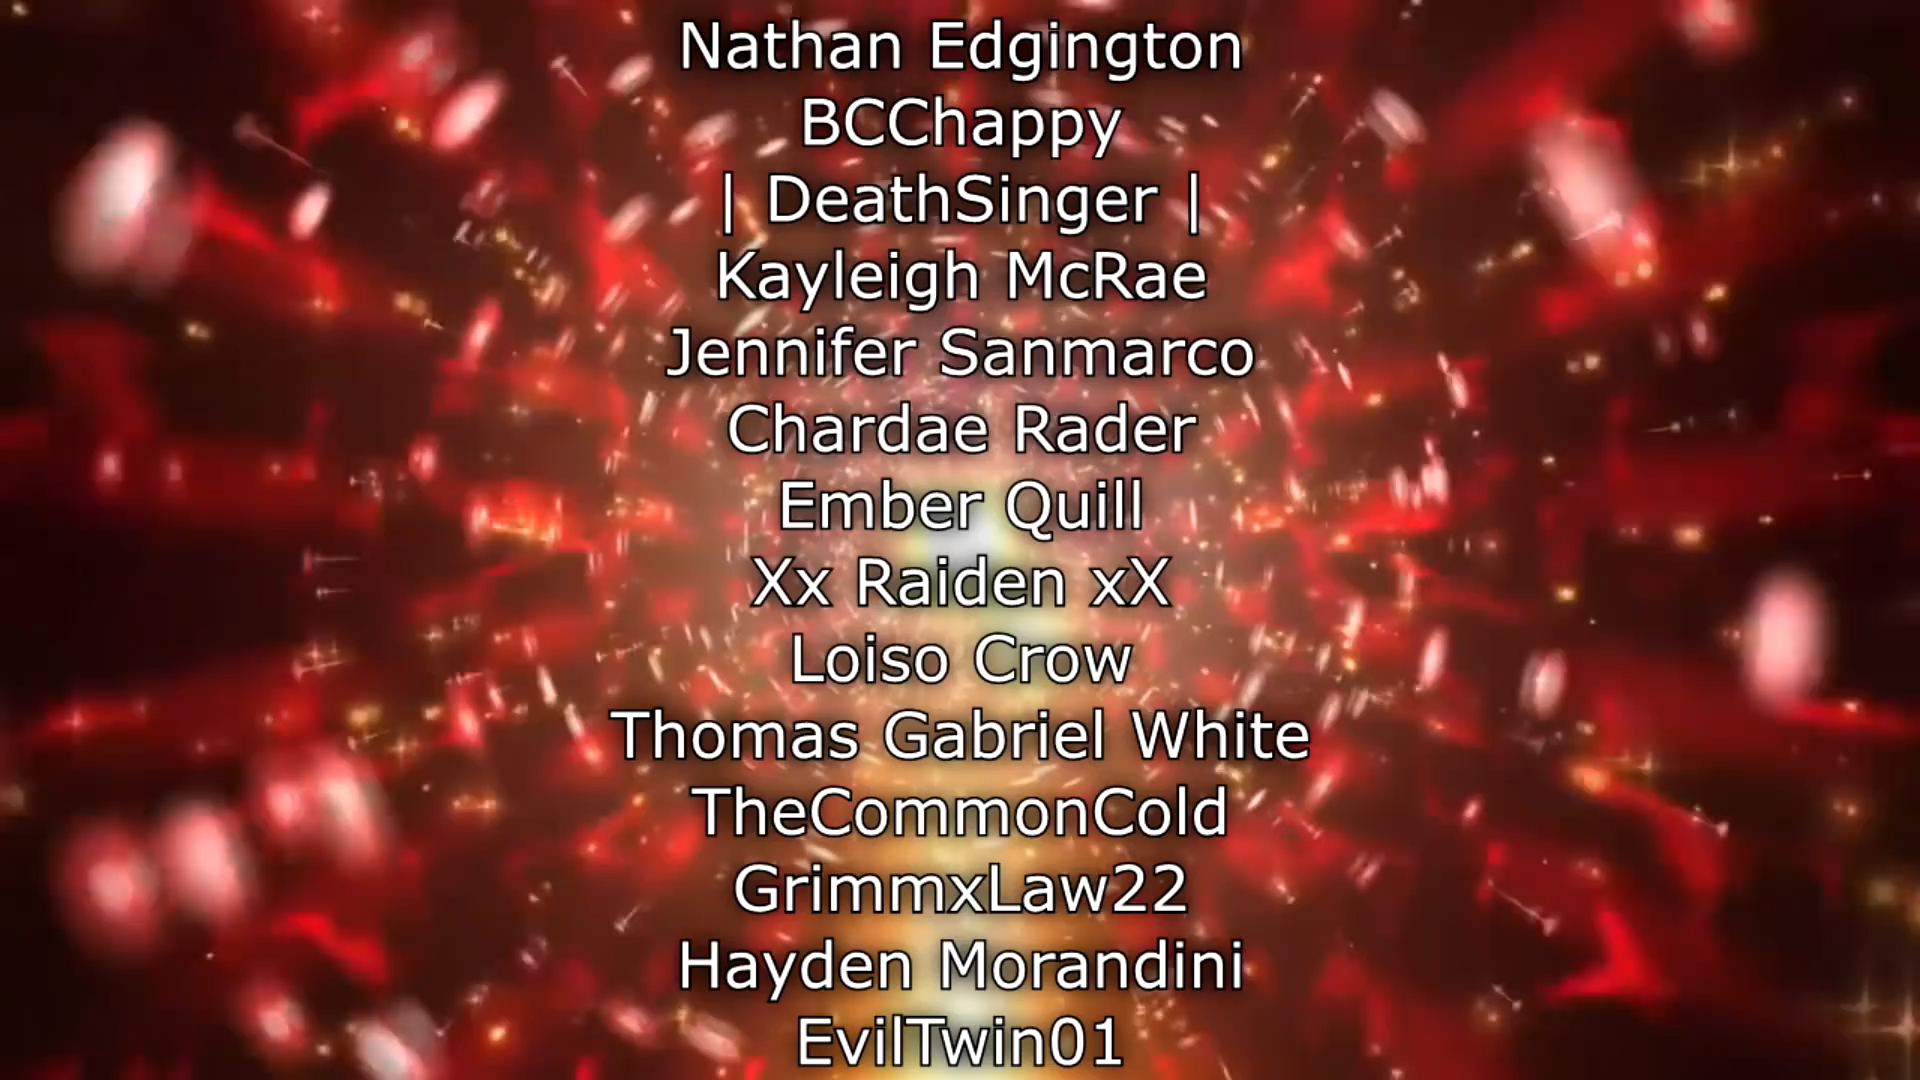 Nathan Edgington
BCChappy
| DeathSinger |
Kayleigh McRae
Jennifer Sanmarco
Chardae Rader
Ember Quill
Xx Raiden xX
Loiso Crow
Thomas Gabriel White
TheCommonCold
GrimmxLaw22
Hayden Morandini
EvilTwin01